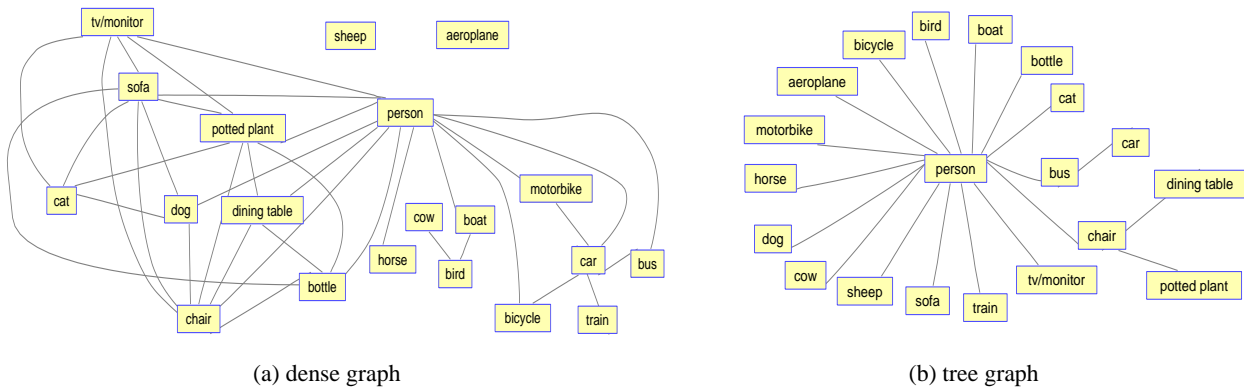 tv/monitor
sheep
aeroplane
sofa
person
potted plant
motorbike
cat
dog
dining table
cow
boat
horse
bird
car
bus
bottle
chair
bicycle
train
(a) dense graph
bird
boat
bicycle
bottle
aeroplane
cat
motorbike
car
person
bus
horse
dining table
dog
chair
cow
sheep
sofa
train
tv/monitor
potted plant
(b) tree graph